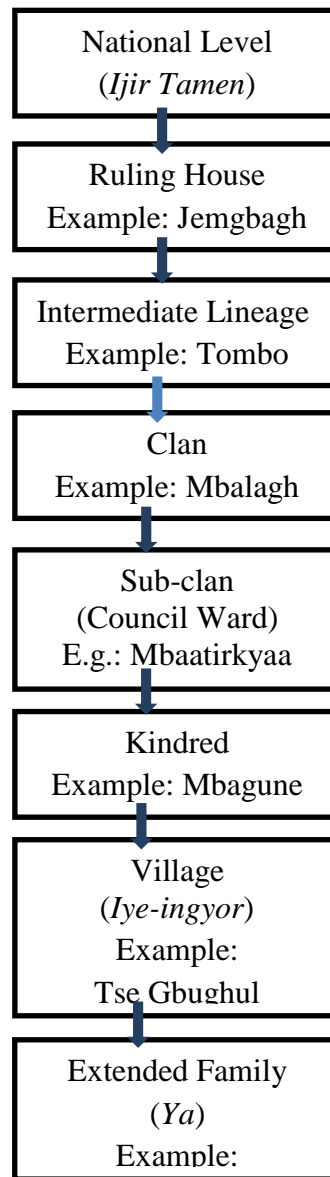 National Level
(Ijir Tamen)
Ruling House
Example: Jemgbagh
Intermediate Lineage
Example: Tombo
Clan
Example: Mbalagh
Sub-clan
(Council Ward)
E.g.: Mbaatirkyaa
Kindred
Example: Mbagune
Village
(Iye-ingyor)
Example:
Tse Gbughul
Extended Family
(Ya)
Example: